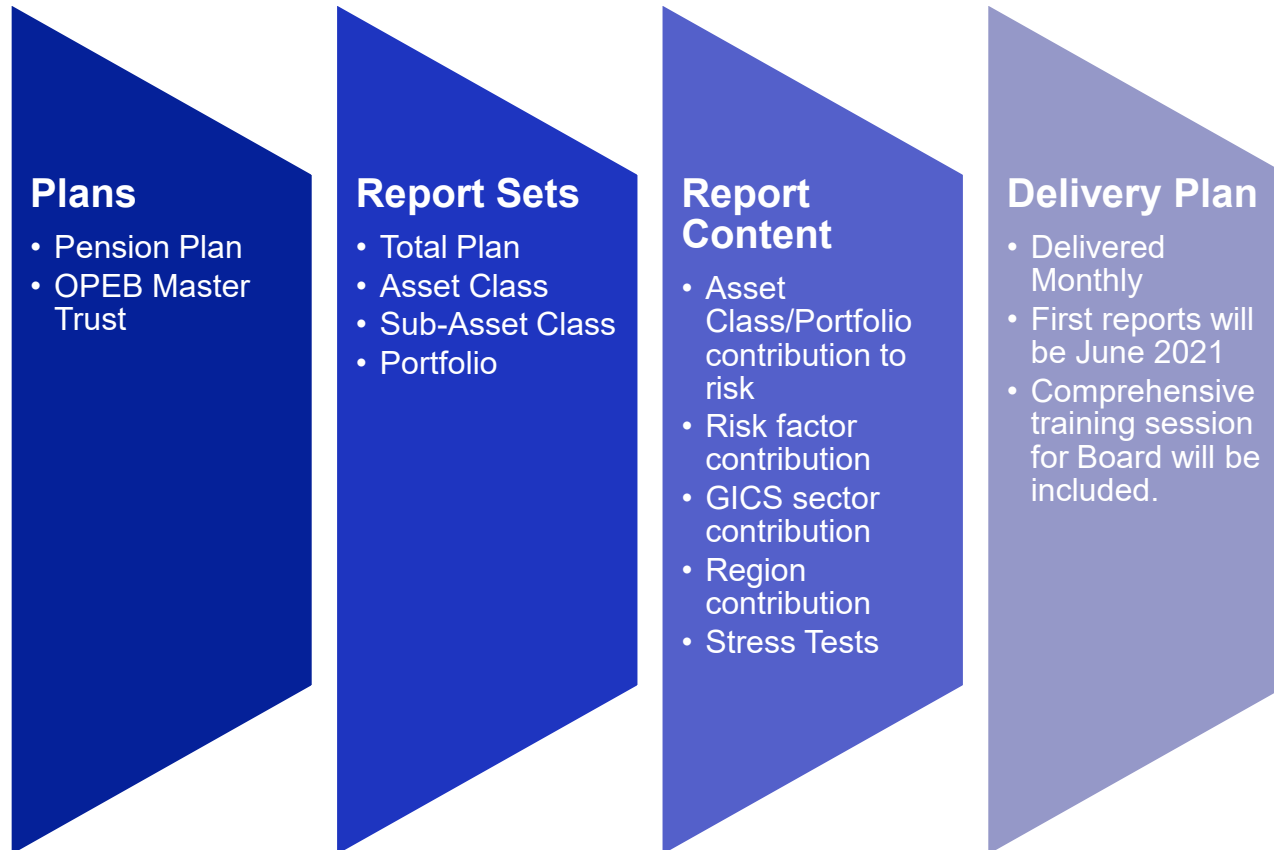 Plans
• Pension Plan
• OPEB Master
Trust
Report Sets
• Total Plan
• Asset Class
• Sub-Asset Class
• Portfolio
Report
Content
• Asset
Class/Portfolio
contribution to
risk
• Risk factor
contribution
• GICS sector
contribution
• Region
contribution
• Stress Tests
Delivery Plan
• Delivered
Monthly
• First reports will
be June 2021
• Comprehensive
training session
for Board will be
included.